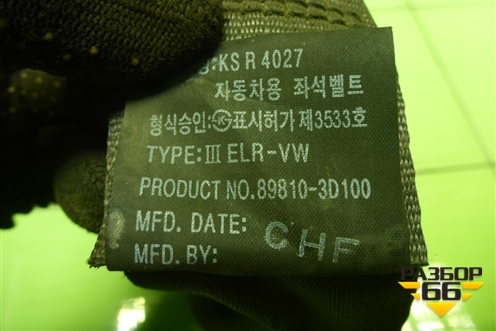 :KS R 4027
자동차용 좌석벨트
형식승인:㉿표시허가 제3533호
TYPE:Ⅲ ELR-VW
PRODUCT NO.89810-3D100
MFD. DATE:
CHF
MFD. BY:
РАЗБОР
66